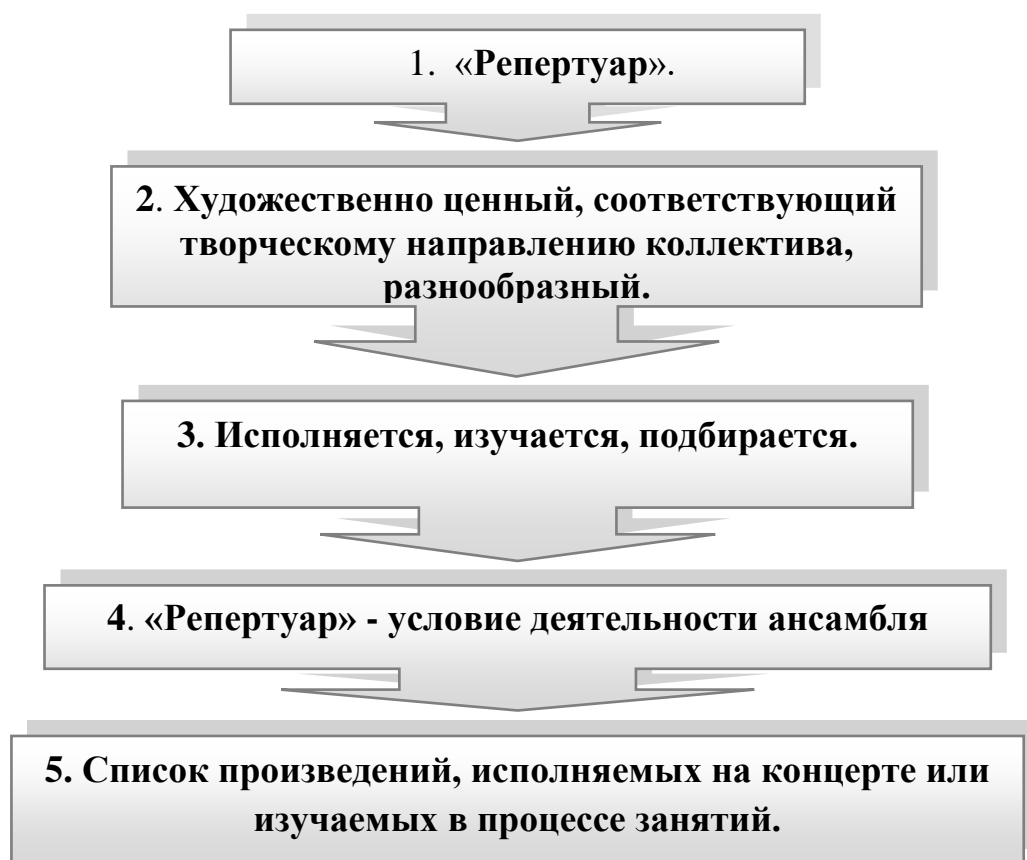 1. «Репертуар».
2. Художественно ценный, соответствующий
творческому направлению коллектива,
разнообразный.
3. Исполняется, изучается, подбирается.
4. «Репертуар» - условие деятельности ансамбля
5. Список произведений, исполняемых на концерте или
изучаемых в процессе занятий.